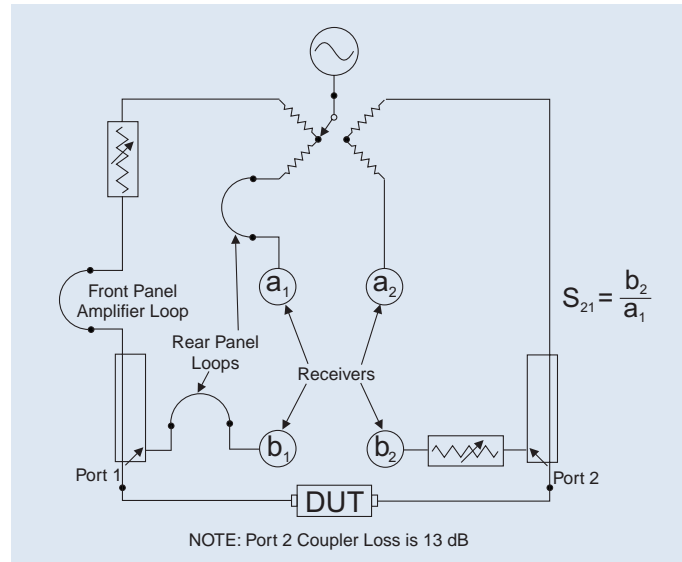 a1
a2
Front Panel
Amplifier Loop
S21 = b2
a1
Rear Panel
Loops
Receivers
b1
b2
Port 1
Port 2
DUT
NOTE: Port 2 Coupler Loss is 13 dB